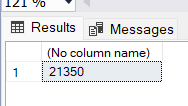 121 %
Results Messages
(No column name)
1 21350